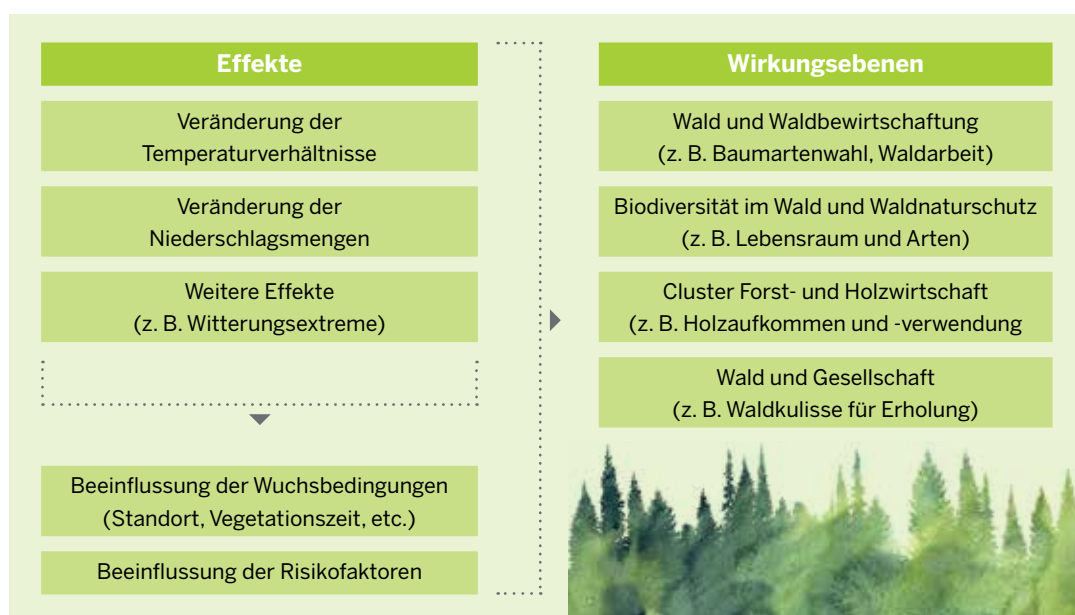 Effekte
Veränderung der
Temperaturverhältnisse
Veränderung der
Niederschlagsmengen
Weitere Effekte
(z. B. Witterungsextreme)
Beeinflussung der Wuchsbedingungen
(Standort, Vegetationszeit, etc.)
Beeinflussung der Risikofaktoren
Wirkungsebenen
Wald und Waldbewirtschaftung
(z. B. Baumartenwahl, Waldarbeit)
Biodiversität im Wald und Waldnaturschutz
(z. B. Lebensraum und Arten)
Cluster Forst- und Holzwirtschaft
(z. B. Holzaufkommen und -verwendung
Wald und Gesellschaft
(z. B. Waldkulisse für Erholung)